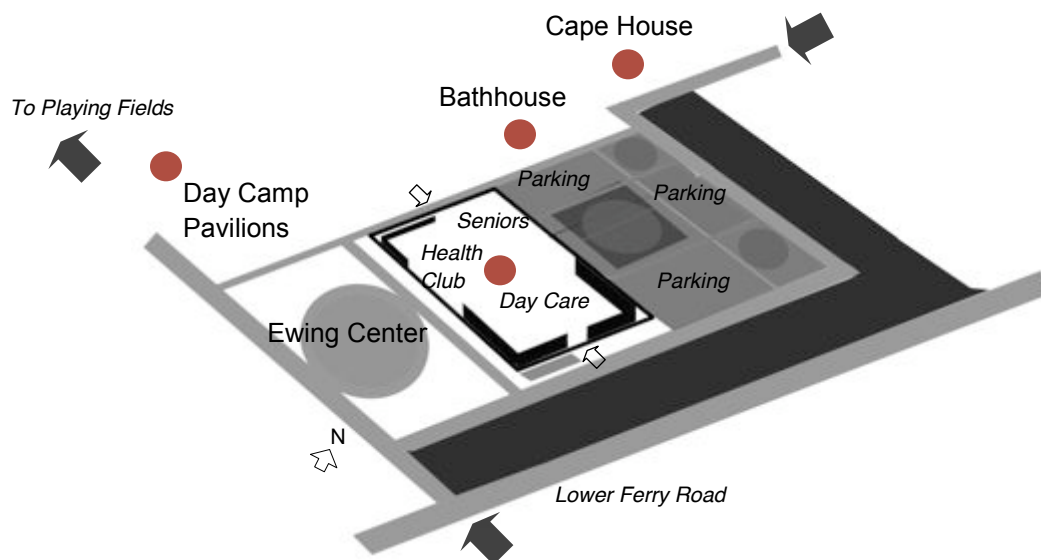 Cape House
Bathhouse
To Playing Fields
Day Camp
Pavilions
Parking
Parking
Seniors
Health
Club
Day Care
Parking
Ewing Center
N
Lower Ferry Road